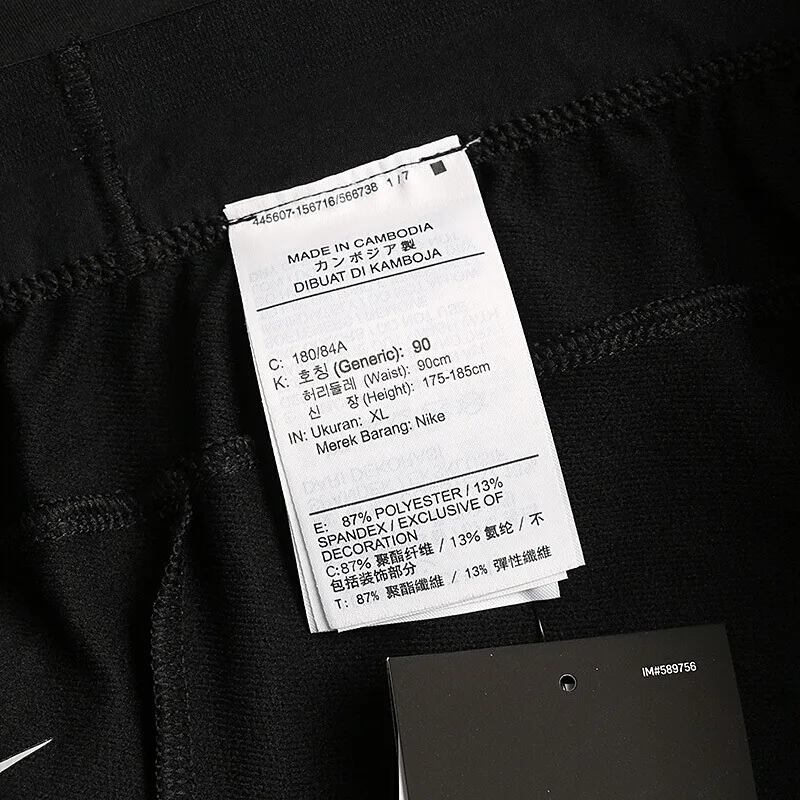 445607-156716/566738 1/7
MADE IN CAMBODIA
カンボジア製
DIBUAT DI KAMBOJA
C: 180/84A
K: 호칭 (Generic): 90
허리둘레 (Waist): 90cm
신 장 (Height): 175-185cm
IN: Ukuran: XL
Merek Barang: Nike
E: 87% POLYESTER / 13%
SPANDEX / EXCLUSIVE OF
DECORATION
C:87% 聚酯纤维 / 13% 氨纶 / 不
包括装饰部分
T: 87% 聚酯纖維 / 13% 彈性纖維
IM#589756